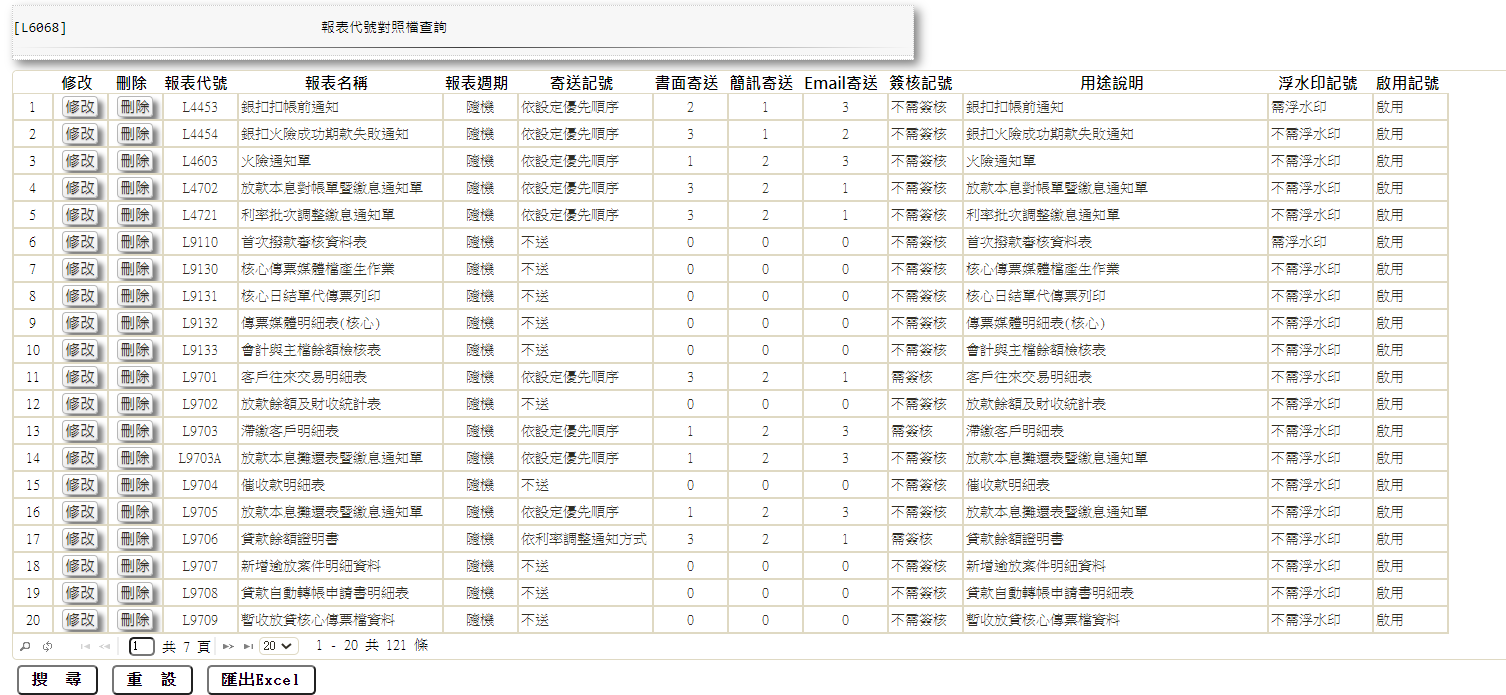 [L6068] 報表代號對照檔查詢
修改 刪除 報表代號 報表名稱 報表週期 寄送記號 書面寄送 簡訊寄送 Email寄送 簽核記號 用途說明 浮水印記號 啟用記號
1 修改 刪除 L4453 銀扣扣帳前通知 隨機 依設定優先順序 2 1 3 不需簽核 銀扣扣帳前通知 需浮水印 啟用
2 修改 刪除 L4454 銀扣火險成功期款失敗通知 隨機 依設定優先順序 3 1 2 不需簽核 銀扣火險成功期款失敗通知 不需浮水印 啟用
3 修改 刪除 L4603 火險通知單 隨機 依設定優先順序 1 2 3 不需簽核 火險通知單 不需浮水印 啟用
4 修改 刪除 L4702 放款本息對帳單暨繳息通知單 隨機 依設定優先順序 3 2 1 不需簽核 放款本息對帳單暨繳息通知單 不需浮水印 啟用
5 修改 刪除 L4721 利率批次調整繳息通知單 隨機 依設定優先順序 3 2 1 不需簽核 利率批次調整繳息通知單 不需浮水印 啟用
6 修改 刪除 L9110 首次撥款審核資料表 隨機 不送 0 0 0 不需簽核 首次撥款審核資料表 需浮水印 啟用
7 修改 刪除 L9130 核心傳票媒體檔產生作業 隨機 不送 0 0 0 不需簽核 核心傳票媒體檔產生作業 不需浮水印 啟用
8 修改 刪除 L9131 核心日結單代傳票列印 隨機 不送 0 0 0 不需簽核 核心日結單代傳票列印 不需浮水印 啟用
9 修改 刪除 L9132 傳票媒體明細表(核心) 隨機 不送 0 0 0 不需簽核 傳票媒體明細表(核心) 不需浮水印 啟用
10 修改 刪除 L9133 會計與主檔餘額檢核表 隨機 不送 0 0 0 不需簽核 會計與主檔餘額檢核表 不需浮水印 啟用
11 修改 刪除 L9701 客戶往來交易明細表 隨機 依設定優先順序 3 2 1 需簽核 客戶往來交易明細表 不需浮水印 啟用
12 修改 刪除 L9702 放款餘額及財收統計表 隨機 不送 0 0 0 不需簽核 放款餘額及財收統計表 不需浮水印 啟用
13 修改 刪除 L9703 滯繳客戶明細表 隨機 依設定優先順序 1 2 3 需簽核 滯繳客戶明細表 不需浮水印 啟用
14 修改 刪除 L9703A 放款本息攤還表暨繳息通知單 隨機 依設定優先順序 1 2 3 不需簽核 放款本息攤還表暨繳息通知單 不需浮水印 啟用
15 修改 刪除 L9704 催收款明細表 隨機 不送 0 0 0 不需簽核 催收款明細表 不需浮水印 啟用
16 修改 刪除 L9705 放款本息攤還表暨繳息通知單 隨機 依設定優先順序 1 2 3 不需簽核 放款本息攤還表暨繳息通知單 不需浮水印 啟用
17 修改 刪除 L9706 貸款餘額證明書 隨機 依利率調整通知方式 3 2 1 需簽核 貸款餘額證明書 不需浮水印 啟用
18 修改 刪除 L9707 新增逾放案件明細資料 隨機 不送 0 0 0 不需簽核 新增逾放案件明細資料 不需浮水印 啟用
19 修改 刪除 L9708 貸款自動轉帳申請書明細表 隨機 不送 0 0 0 不需簽核 貸款自動轉帳申請書明細表 不需浮水印 啟用
20 修改 刪除 L9709 暫收放貸核心傳票檔資料 隨機 不送 0 0 0 不需簽核 暫收放貸核心傳票檔資料 不需浮水印 啟用
1 共 7 頁 20 1 - 20 共 121 條
搜 尋 重 設 匯出Excel